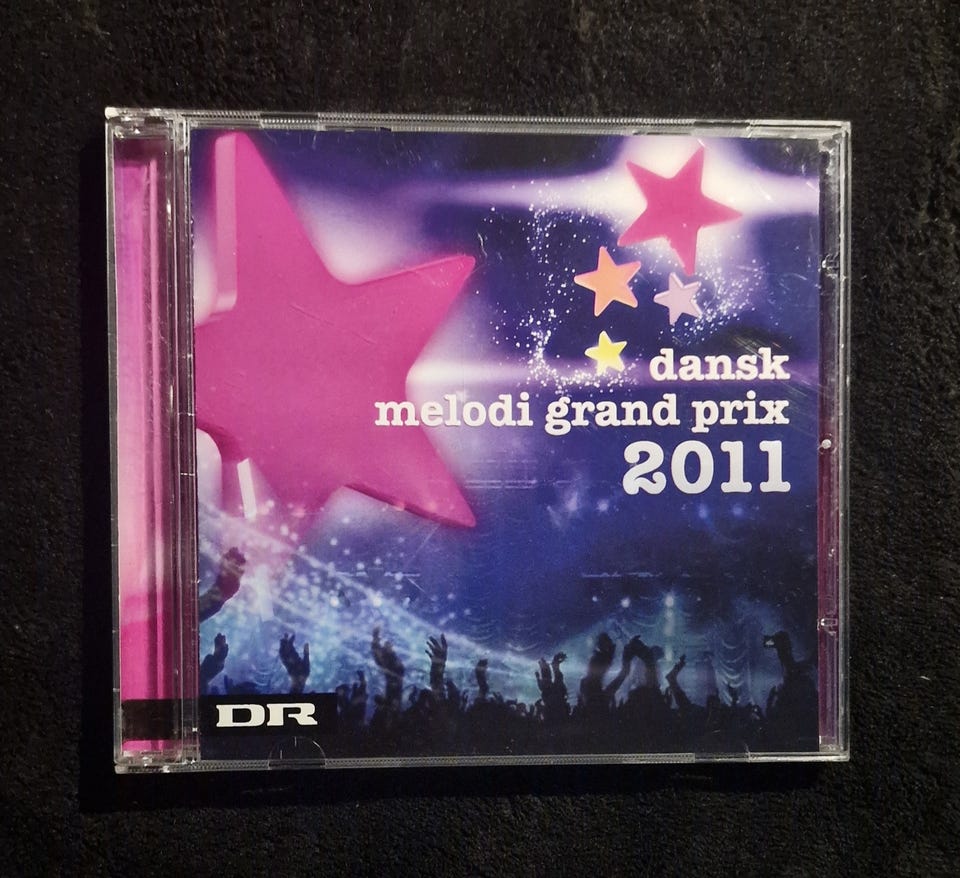 dansk
melodi grand prix
2011
DR